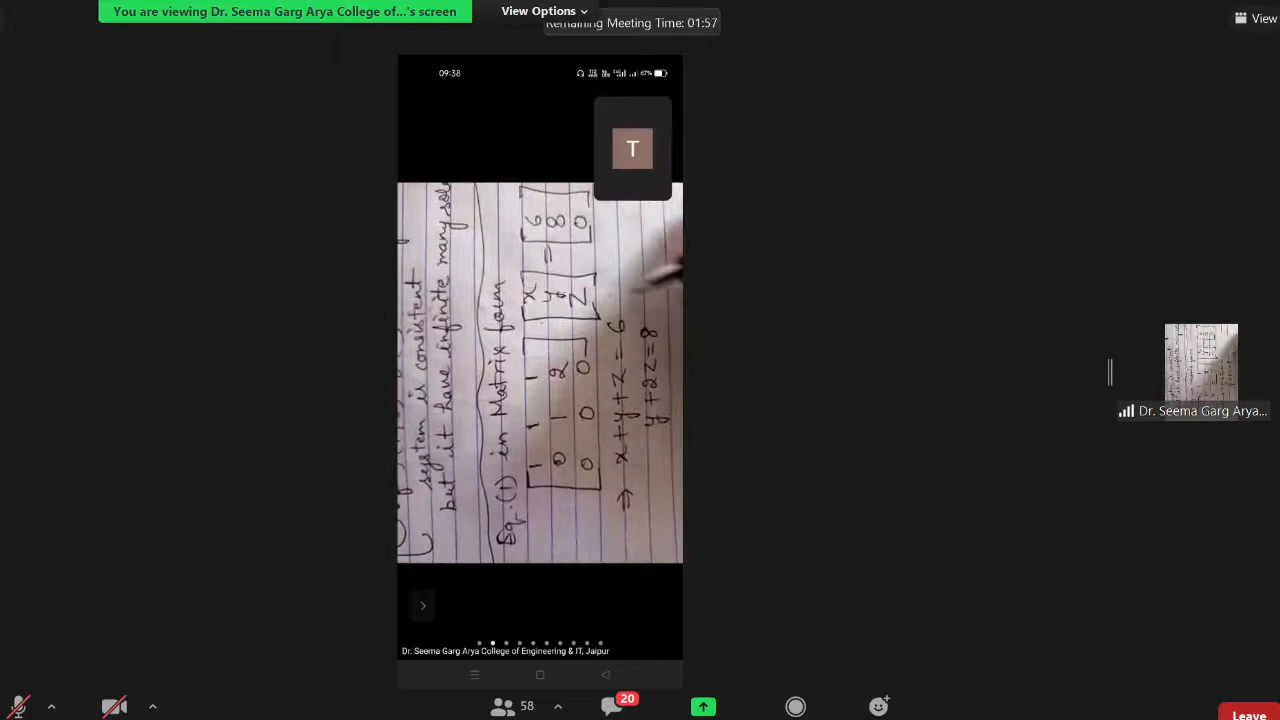 You are viewing Dr. Seema Garg Arya College of...'s screen
View Options
Remaining Meeting Time: 01:57
View
09:38
67%
T
system is consistent
but it have infinite many sol
Eq. (1) in Matrix form
[1 1 1] [x] = [6]
[0 1 2] [y] [8]
[0 0 0] [z] [0]
⇒ x+y+z=6
y+2z=8
Dr. Seema Garg Arya...
Dr. Seema Garg Arya College of Engineering & IT, Jaipur
58
20
Leave